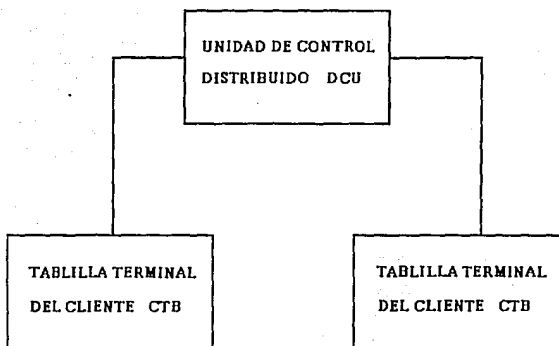 UNIDAD DE CONTROL
DISTRIBUIDO DCU
TABLILLA TERMINAL
DEL CLIENTE CTB
TABLILLA TERMINAL
DEL CLIENTE CTB